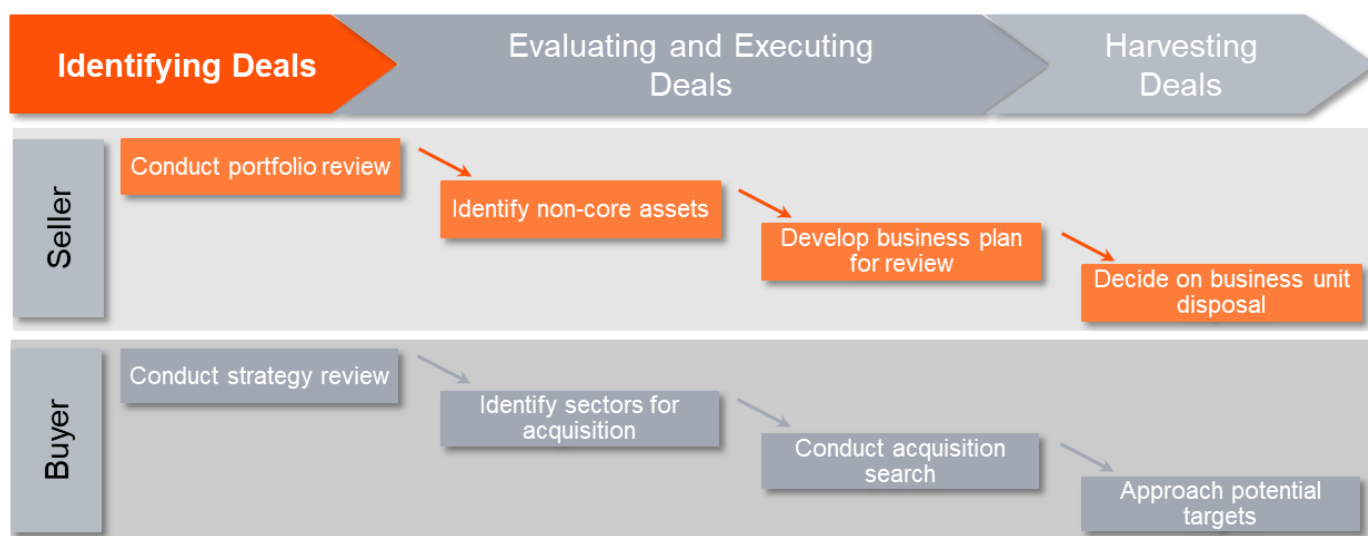 Identifying Deals
Evaluating and Executing
Deals
Harvesting
Deals
Seller
Conduct portfolio review
Identify non-core assets
Develop business plan
for review
Decide on business unit
disposal
Buyer
Conduct strategy review
Identify sectors for
acquisition
Conduct acquisition
search
Approach potential
targets